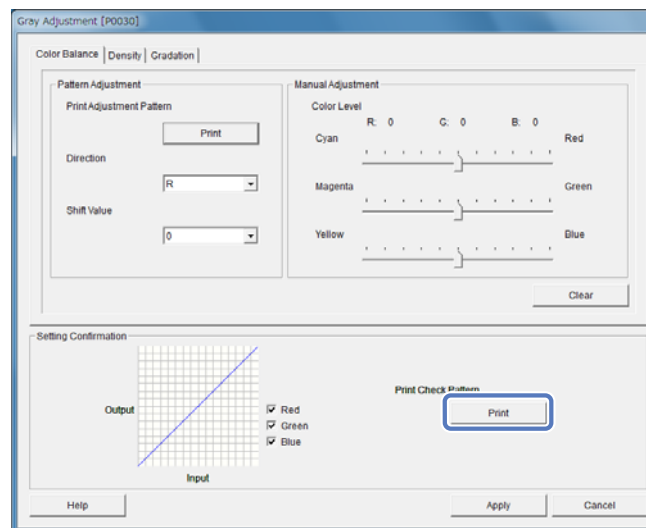 Gray Adjustment [P0030]
Color Balance Density Gradation
Pattern Adjustment
Print Adjustment Pattern
Print
Direction
R
Shift Value
0
Manual Adjustment
Color Level
R: 0 G: 0 B: 0
Cyan Red
Magenta Green
Yellow Blue
Clear
Setting Confirmation
Output
Input
Red
Green
Blue
Print Check Pattern
Print
Help Apply Cancel